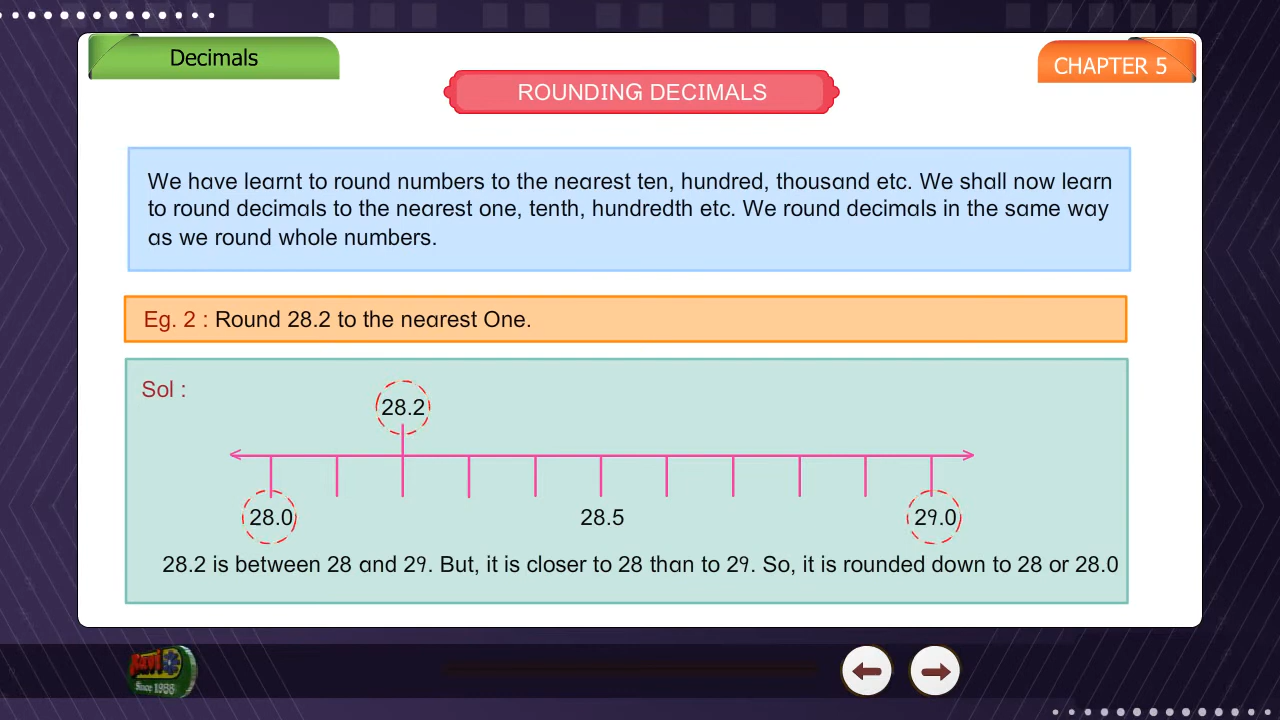 Decimals
CHAPTER 5
ROUNDING DECIMALS
We have learnt to round numbers to the nearest ten, hundred, thousand etc. We shall now learn
to round decimals to the nearest one, tenth, hundredth etc. We round decimals in the same way
as we round whole numbers.
Eg. 2 : Round 28.2 to the nearest One.
Sol :
28.2
28.0 28.5 29.0
28.2 is between 28 and 29. But, it is closer to 28 than to 29. So, it is rounded down to 28 or 28.0
Since 1988